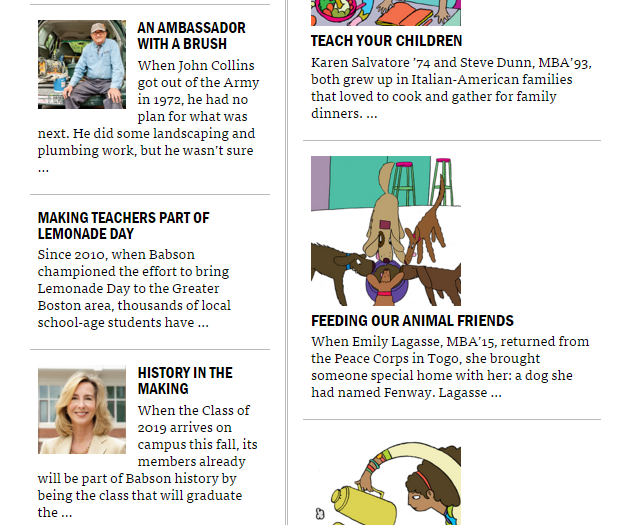 AN AMBASSADOR
WITH A BRUSH
When John Collins
got out of the Army
in 1972, he had no
plan for what was
next. He did some landscaping and
plumbing work, but he wasn’t sure
...
MAKING TEACHERS PART OF
LEMONADE DAY
Since 2010, when Babson
championed the effort to bring
Lemonade Day to the Greater
Boston area, thousands of local
school-age students have ...
HISTORY IN THE
MAKING
When the Class of
2019 arrives on
campus this fall, its
members already
will be part of Babson history by
being the class that will graduate
the ...
TEACH YOUR CHILDREN
Karen Salvatore ’74 and Steve Dunn, MBA’93,
both grew up in Italian-American families
that loved to cook and gather for family
dinners. ...
FEEDING OUR ANIMAL FRIENDS
When Emily Lagasse, MBA’15, returned from
the Peace Corps in Togo, she brought
someone special home with her: a dog she
had named Fenway. Lagasse ...